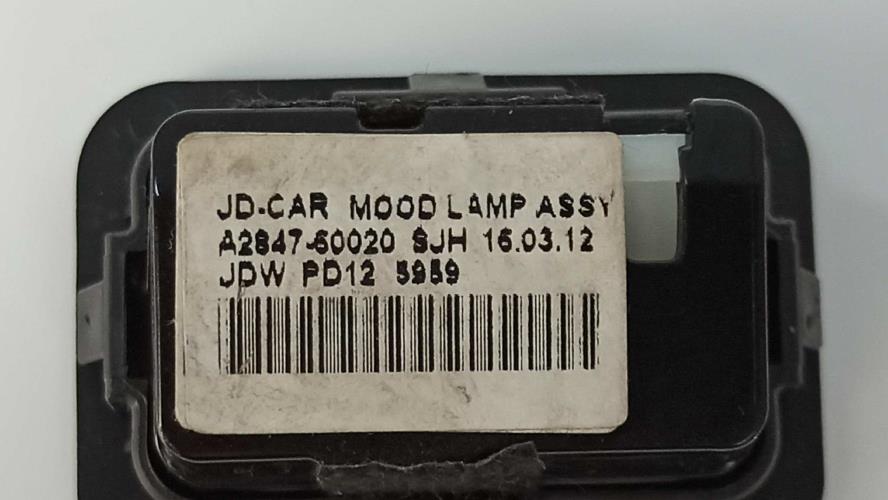 JD-CAR MOOD LAMP ASSY
A2847-60020 SJH 16.03.12
JDW PD12 5959